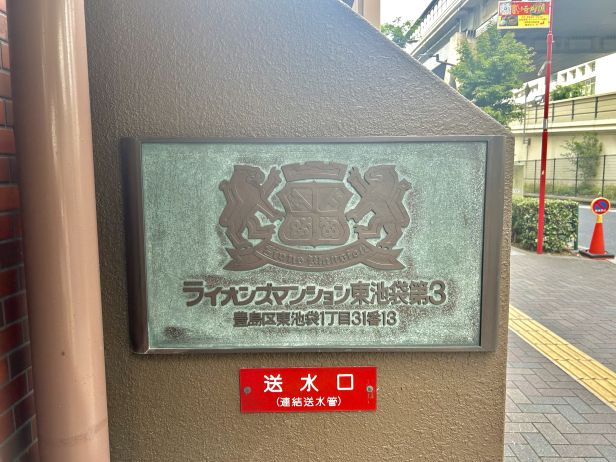 Lions Mansion
ライオンズマンション東池袋第3
豊島区東池袋1丁目31番13
送水口
(連結送水管)